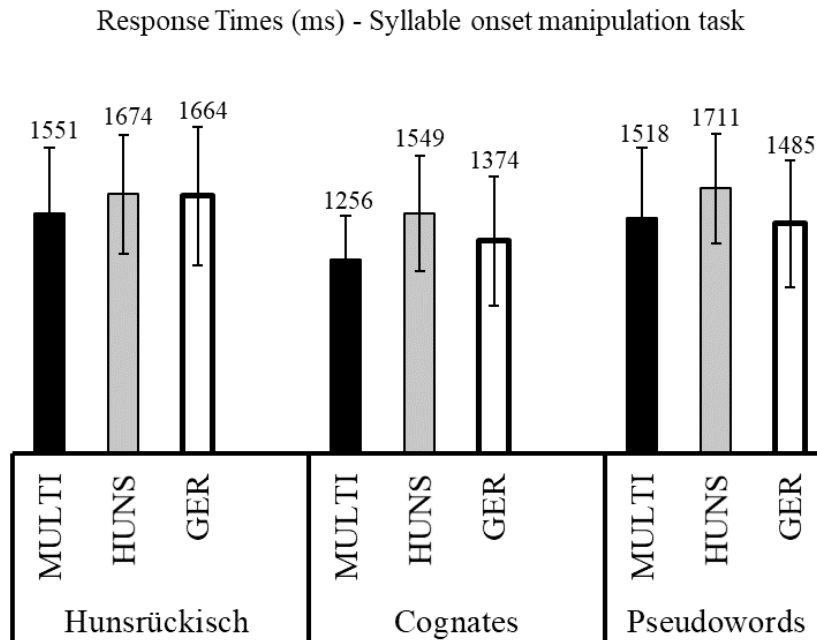 Response Times (ms) - Syllable onset manipulation task
1551 1674 1664 1256 1549 1374 1518 1711 1485
MULTI HUNS GER MULTI HUNS GER MULTI HUNS GER
Hunsrückisch Cognates Pseudowords